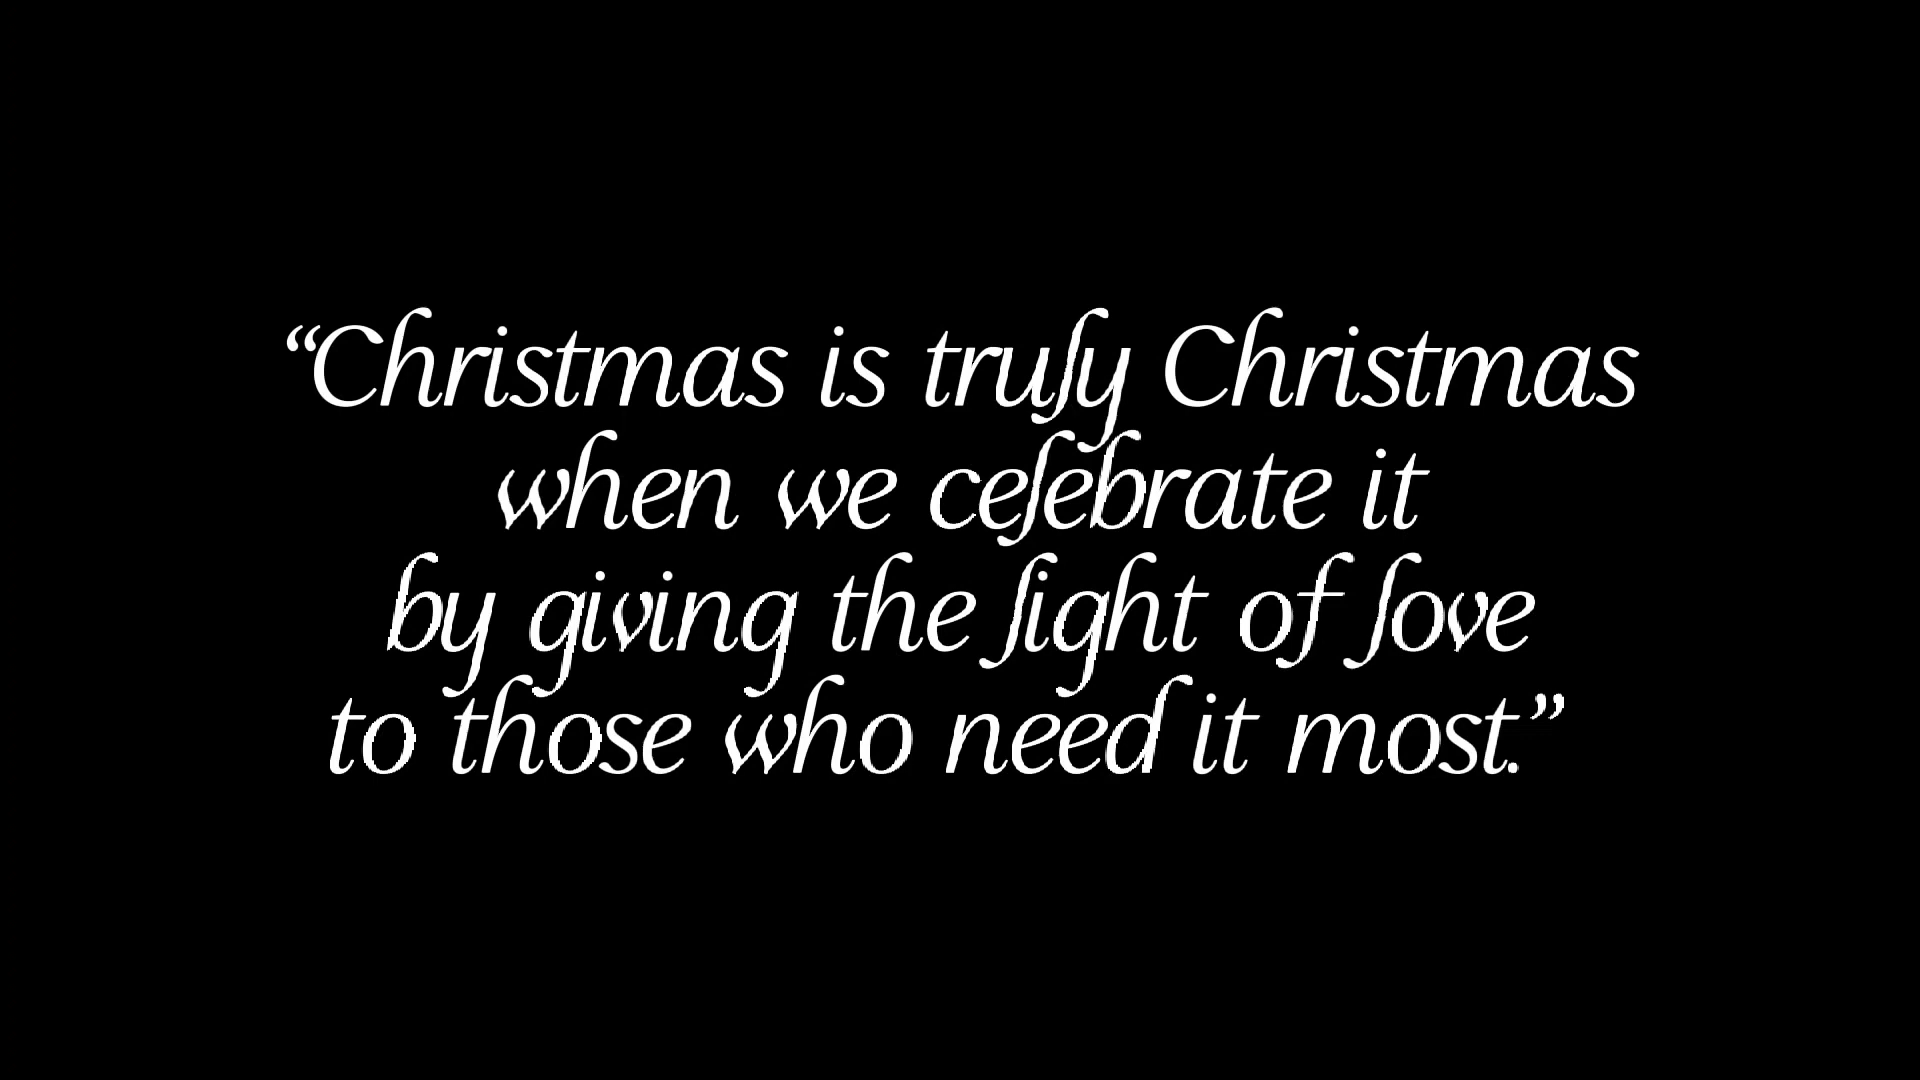 “Christmas is truly Christmas
when we celebrate it
by giving the light of love
to those who need it most.”